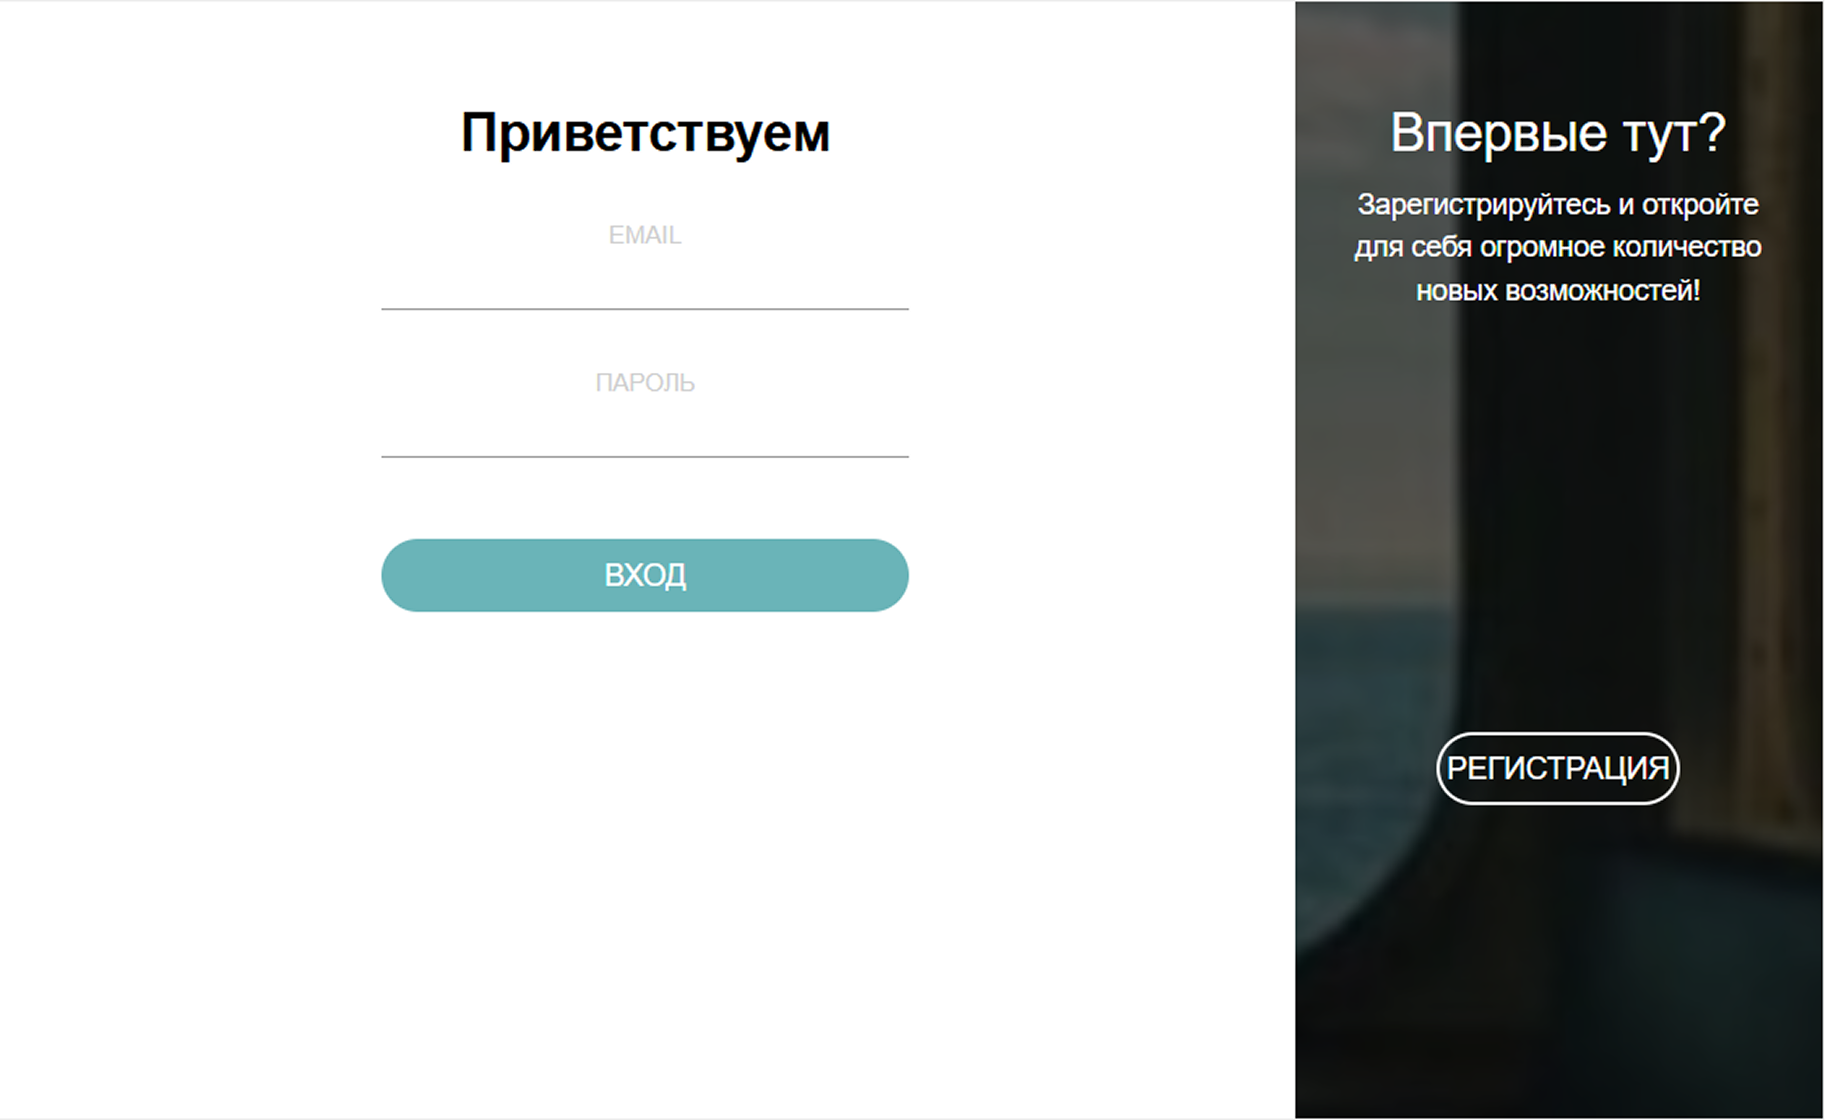 Приветствуем
EMAIL
ПАРОЛЬ
ВХОД
Впервые тут?
Зарегистрируйтесь и откройте
для себя огромное количество
новых возможностей!
РЕГИСТРАЦИЯ